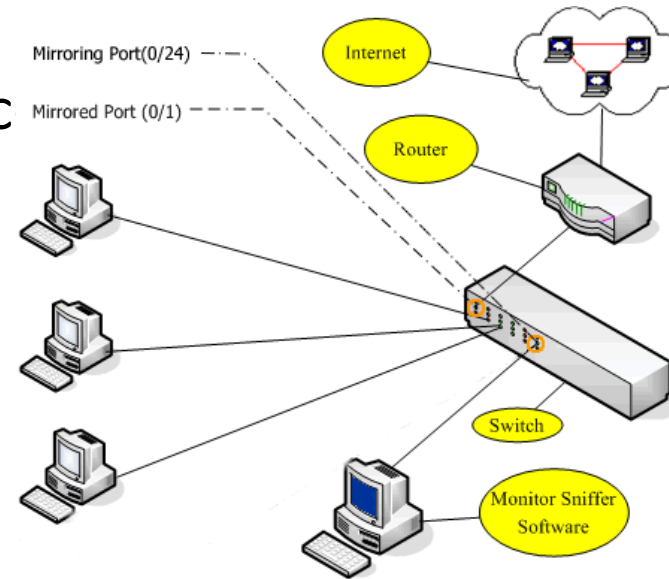 Mirroring Port(0/24)
Internet
C
Mirrored Port (0/1)
Router
Switch
Monitor Sniffer
Software